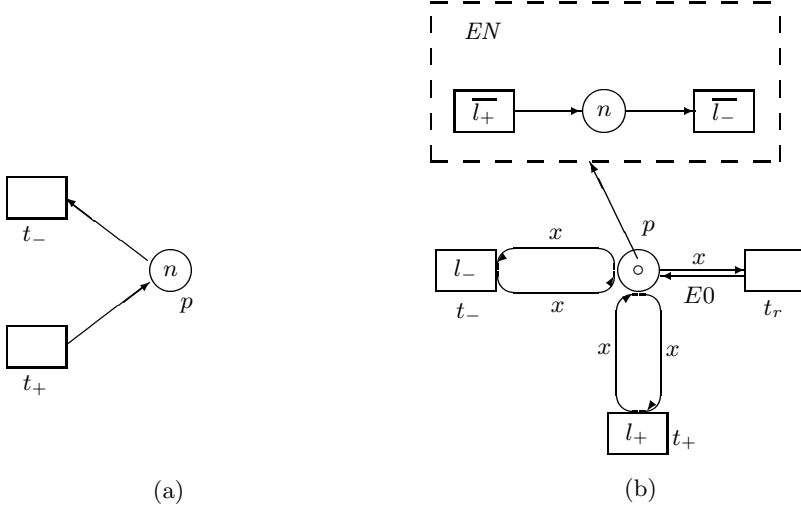 t₋
n
p
t₊
(a)
EN
l̅₊
n
l̅₋
p
x
x
l₋
E0
x
t₋
tᵣ
x
x
l₊
t₊
(b)